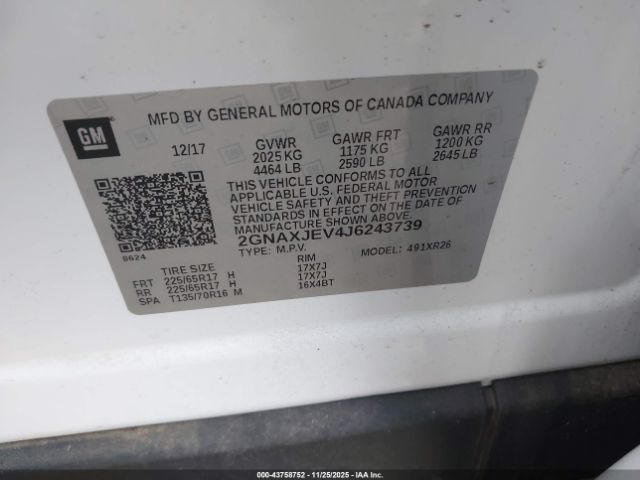 MFD BY GENERAL MOTORS OF CANADA COMPANY
GM
12/17 GVWR GAWR FRT GAWR RR
2025 KG 1175 KG 1200 KG
4464 LB 2590 LB 2645 LB
THIS VEHICLE CONFORMS TO ALL
APPLICABLE U.S. FEDERAL MOTOR
VEHICLE SAFETY AND THEFT PREVENTION
STANDARDS IN EFFECT ON THE DATE OF
MANUFACTURE SHOWN ABOVE.
2GNAXJEV4J6243739
TYPE: M.P.V. MODEL: 491XR26
8624
TIRE SIZE RIM
FRT 225/65R17 H 17X7J
RR 225/65R17 H 17X7J
SPA T135/70R16 M 16X4BT
000-43758752 - 11/25/2025 - IAAI.CA